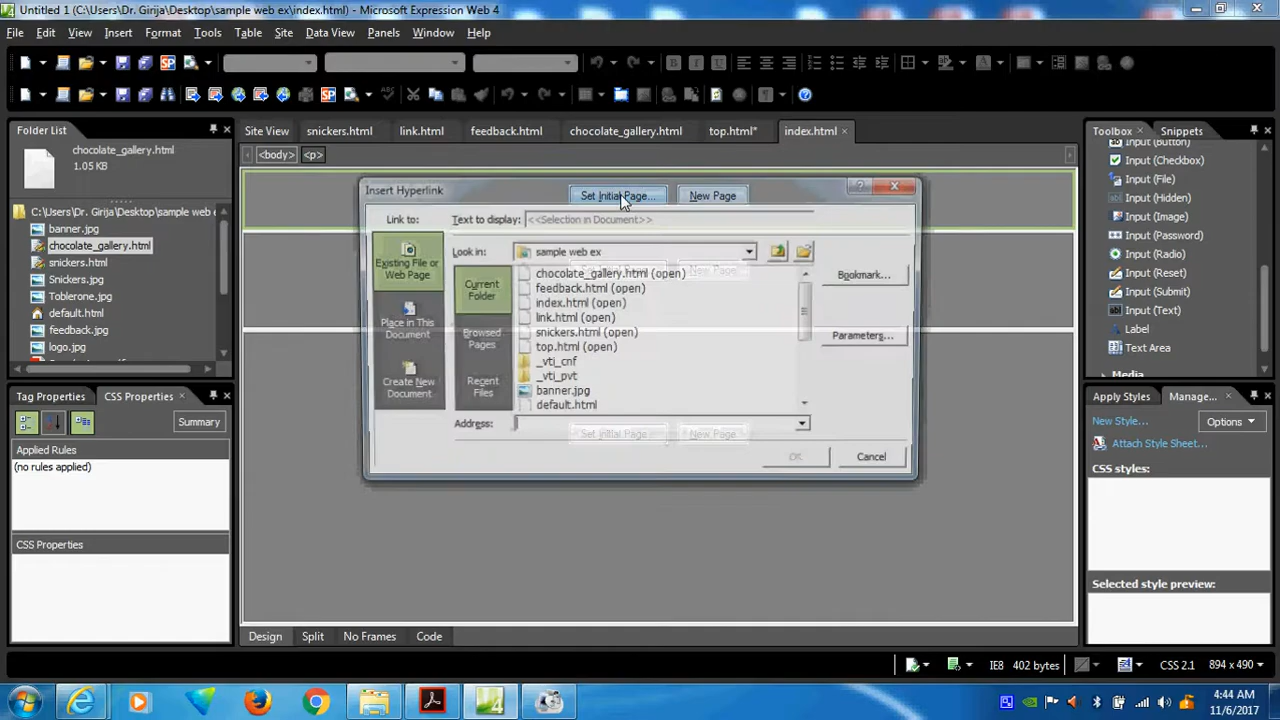 Untitled 1 (C:\Users\Dr. Girija\Desktop\sample web ex\index.html) - Microsoft Expression Web 4
File Edit View Insert Format Tools Table Site Data View Panels Window Help
Folder List
Site View snickers.html link.html feedback.html chocolate_gallery.html top.html* index.html
Toolbox Snippets
<body> <p>
chocolate_gallery.html
1.05 KB
C:\Users\Dr. Girija\Desktop\sample web ex
banner.jpg
chocolate_gallery.html
snickers.html
Snickers.jpg
Toblerone.jpg
default.html
feedback.jpg
logo.jpg
Insert Hyperlink
Set Initial Page... New Page
Link to: Text to display: <<Selection in Document>>
Existing File or Web Page
Look in: sample web ex
Place in This Document
Create New Document
Current Folder
Browsed Pages
Recent Files
chocolate_gallery.html (open)
feedback.html (open)
index.html (open)
link.html (open)
snickers.html (open)
top.html (open)
_vti_cnf
_vti_pvt
banner.jpg
default.html
Bookmark...
Parameters...
Address:
Set Initial Page... New Page
OK Cancel
Input (Button)
Input (Checkbox)
Input (File)
Input (Hidden)
Input (Image)
Input (Password)
Input (Radio)
Input (Reset)
Input (Submit)
Input (Text)
Label
Text Area
Media
Tag Properties CSS Properties
Summary
Applied Rules
(no rules applied)
CSS Properties
Apply Styles Manage...
New Style... Options
Attach Style Sheet...
CSS styles:
Selected style preview:
Design Split No Frames Code
IE8 402 bytes CSS 2.1 894 x 490
4:44 AM
11/6/2017